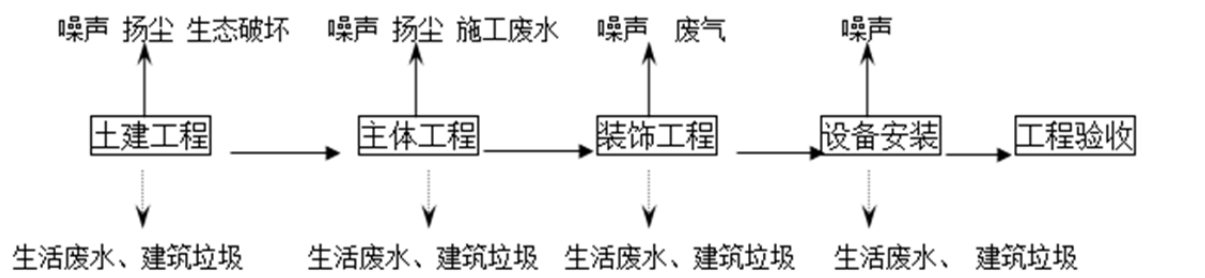 噪声 扬尘 生态破坏 噪声 扬尘 施工废水 噪声 废气 噪声
土建工程 主体工程 装饰工程 设备安装 工程验收
生活废水、建筑垃圾 生活废水、建筑垃圾 生活废水、建筑垃圾 生活废水、 建筑垃圾